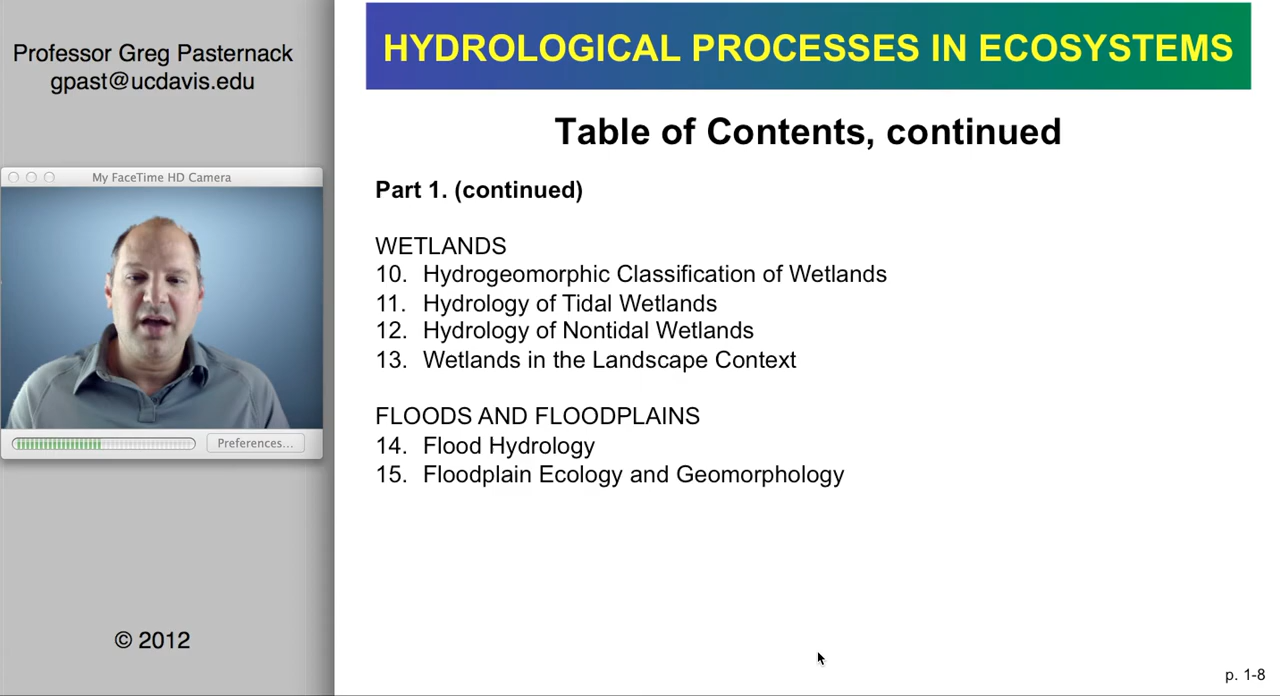 Professor Greg Pasternack
gpast@ucdavis.edu
My FaceTime HD Camera
Preferences...
© 2012
HYDROLOGICAL PROCESSES IN ECOSYSTEMS
Table of Contents, continued
Part 1. (continued)
WETLANDS
10. Hydrogeomorphic Classification of Wetlands
11. Hydrology of Tidal Wetlands
12. Hydrology of Nontidal Wetlands
13. Wetlands in the Landscape Context
FLOODS AND FLOODPLAINS
14. Flood Hydrology
15. Floodplain Ecology and Geomorphology
p. 1-8